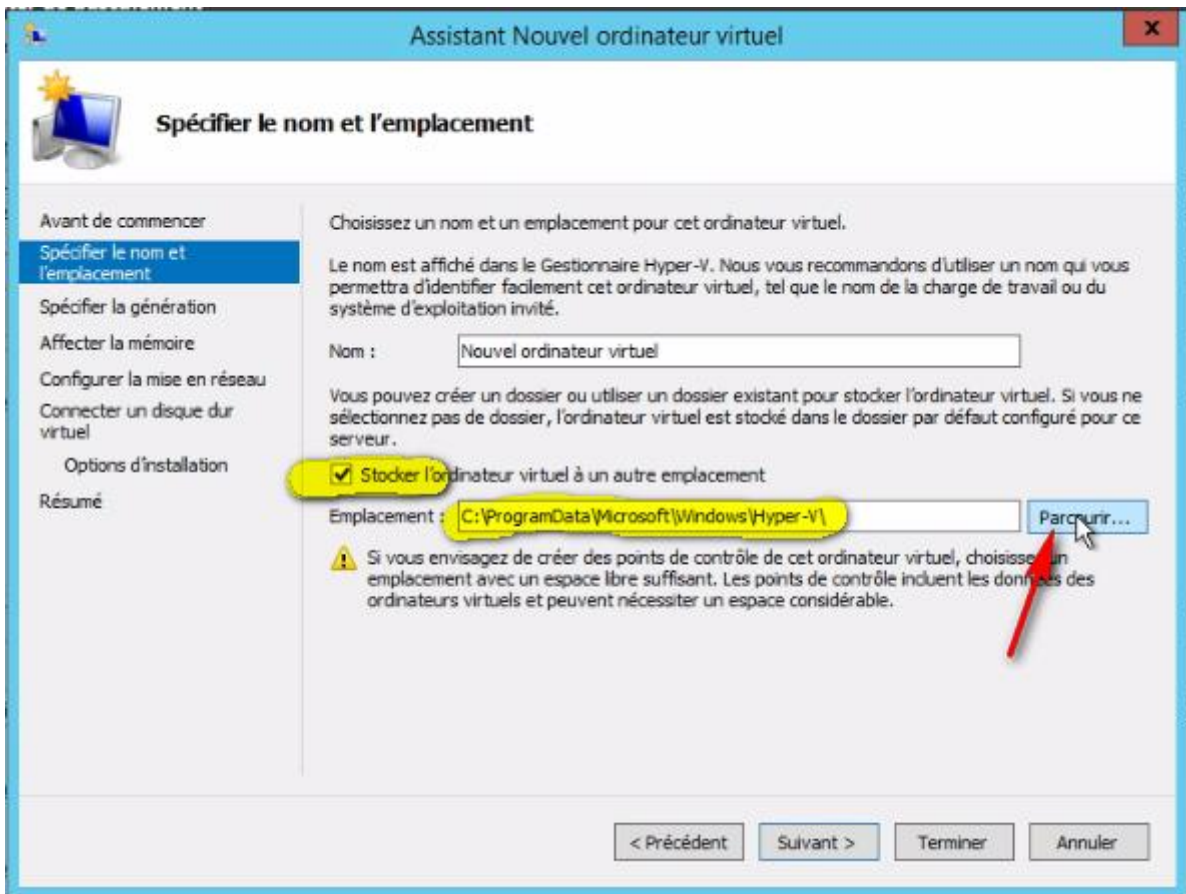 Assistant Nouvel ordinateur virtuel
x
Spécifier le nom et l'emplacement
Avant de commencer
Spécifier le nom et
l'emplacement
Spécifier la génération
Affecter la mémoire
Configurer la mise en réseau
Connecter un disque dur
virtuel
Options d'installation
Résumé
Choisissez un nom et un emplacement pour cet ordinateur virtuel.
Le nom est affiché dans le Gestionnaire Hyper-V. Nous vous recommandons d'utiliser un nom qui vous
permettra d'identifier facilement cet ordinateur virtuel, tel que le nom de la charge de travail ou du
système d'exploitation invité.
Nom : Nouvel ordinateur virtuel
Vous pouvez créer un dossier ou utiliser un dossier existant pour stocker l'ordinateur virtuel. Si vous ne
sélectionnez pas de dossier, l'ordinateur virtuel est stocké dans le dossier par défaut configuré pour ce
serveur.
Stocker l'ordinateur virtuel à un autre emplacement
Emplacement : C:\ProgramData\Microsoft\Windows\Hyper-V\ Parcourir...
Si vous envisagez de créer des points de contrôle de cet ordinateur virtuel, choisissez un
emplacement avec un espace libre suffisant. Les points de contrôle incluent les données des
ordinateurs virtuels et peuvent nécessiter un espace considérable.
< Précédent Suivant > Terminer Annuler